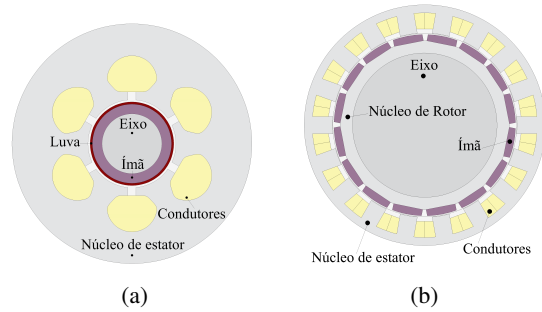 Eixo
Luva
Ímã
Condutores
Núcleo de estator
(a)
Eixo
Núcleo de Rotor
Ímã
Condutores
Núcleo de estator
(b)